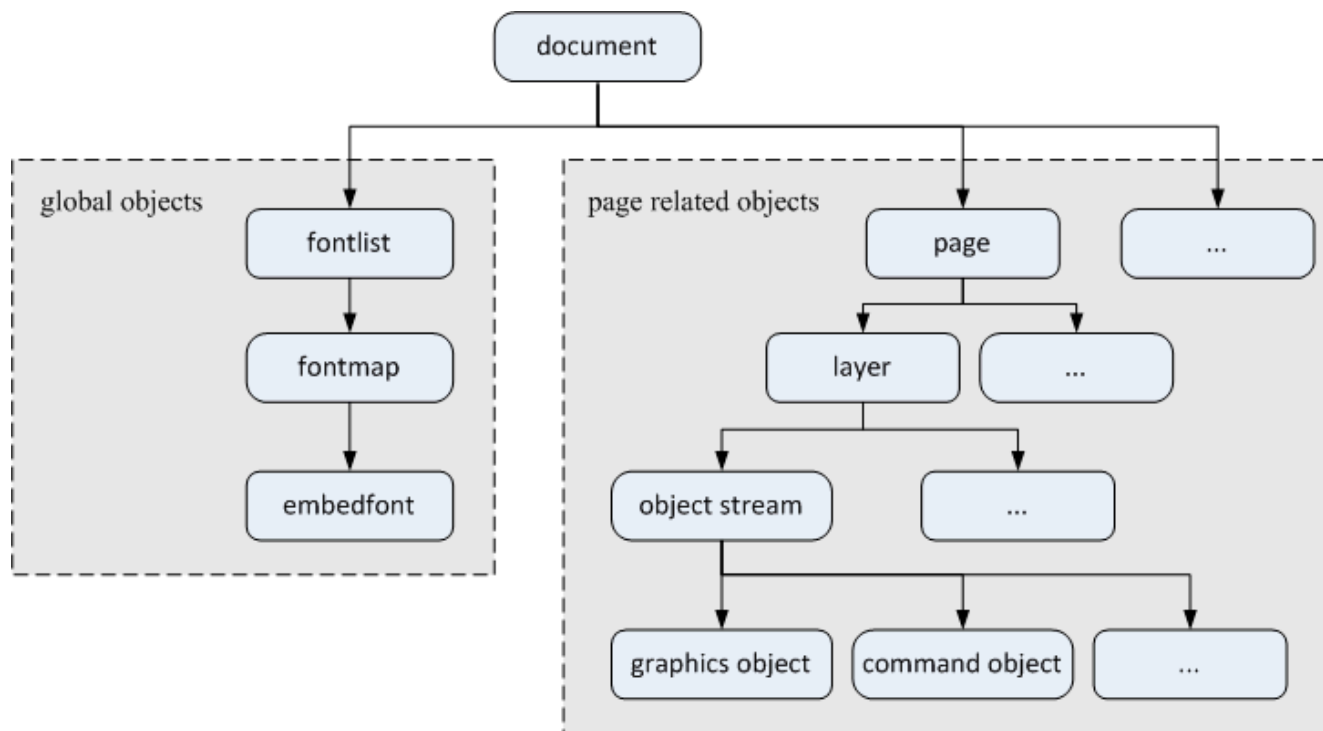 document
global objects
page related objects
fontlist
page
...
fontmap
layer
...
embedfont
object stream
...
graphics object
command object
...